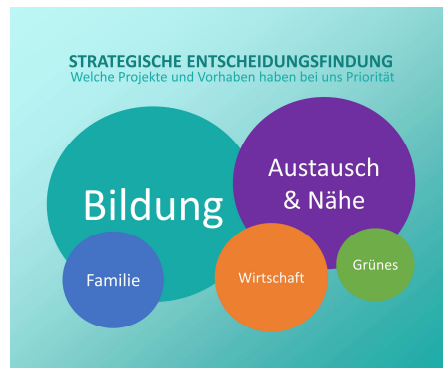 STRATEGISCHE ENTSCHEIDUNGSFINDUNG
Welche Projekte und Vorhaben haben bei uns Priorität
Bildung
Austausch
& Nähe
Familie
Wirtschaft
Grünes